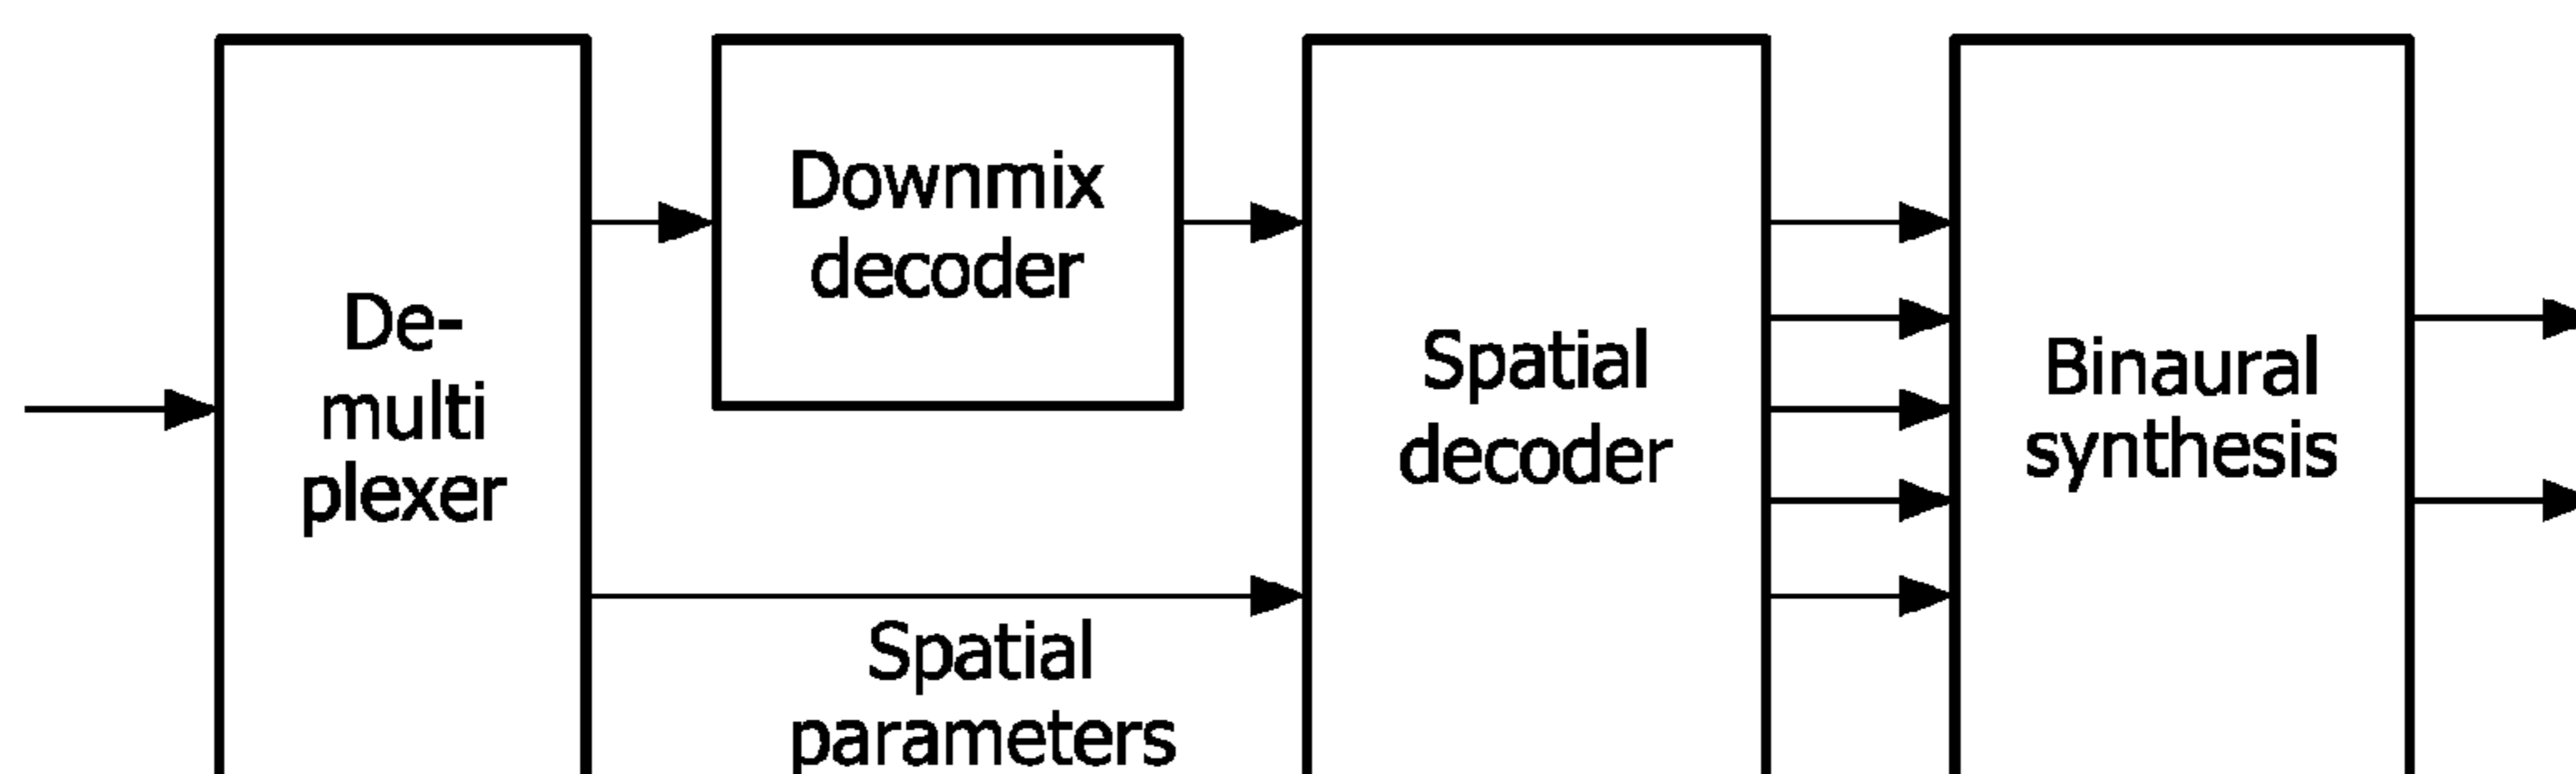 De-
multi
plexer
Downmix
decoder
Spatial
parameters
Spatial
decoder
Binaural
synthesis